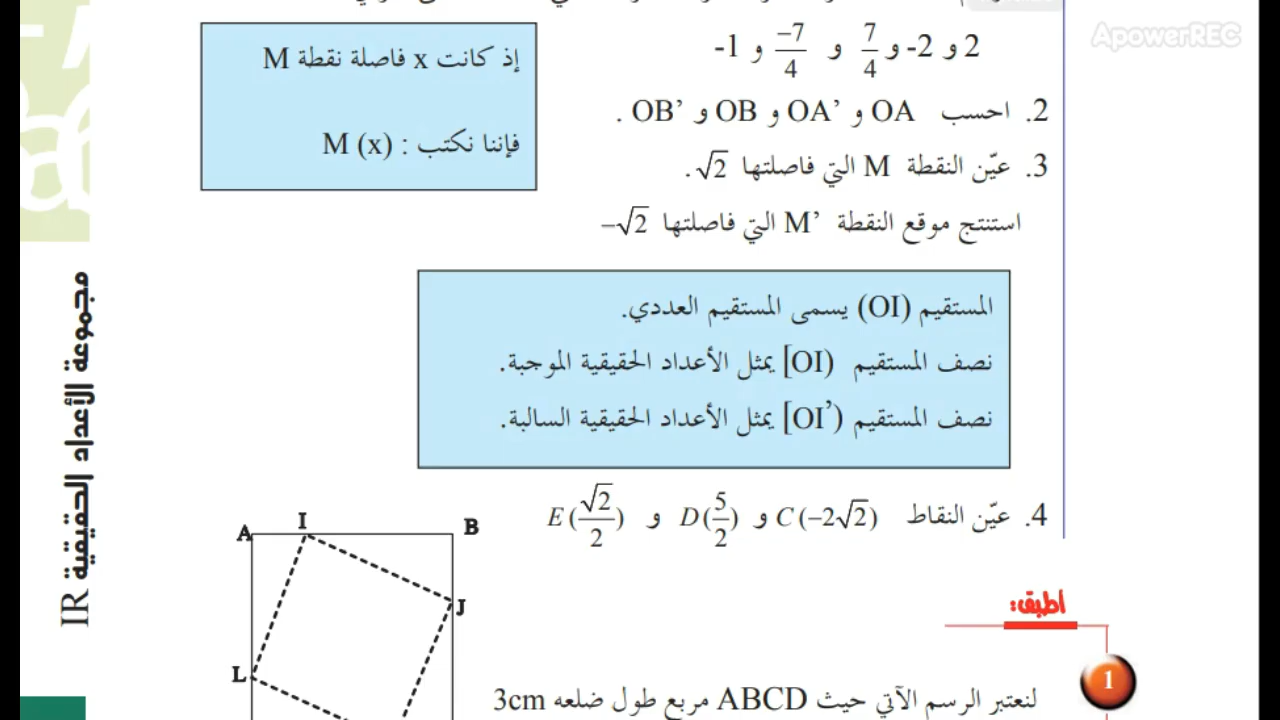 ApowerREC
2 و -2 و 7/4 و -7/4 و -1
2. احسب OA و OA’ و OB و OB’ .
3. عيّن النقطة M التي فاصلتها √2 .
استنتج موقع النقطة M’ التي فاصلتها –√2
إذ كانت x فاصلة نقطة M
فإننا نكتب : M (x)
المستقيم (OI) يسمى المستقيم العددي.
نصف المستقيم [OI) يمثل الأعداد الحقيقية الموجبة.
نصف المستقيم [OI’) يمثل الأعداد الحقيقية السالبة.
4. عيّن النقاط C(–2√2) و D(5/2) و E(√2/2)
A I B
J
L
أطبق:
1
لنعتبر الرسم الآتي حيث ABCD مربع طول ضلعه 3cm
مجموعة الأعداد الحقيقية IR